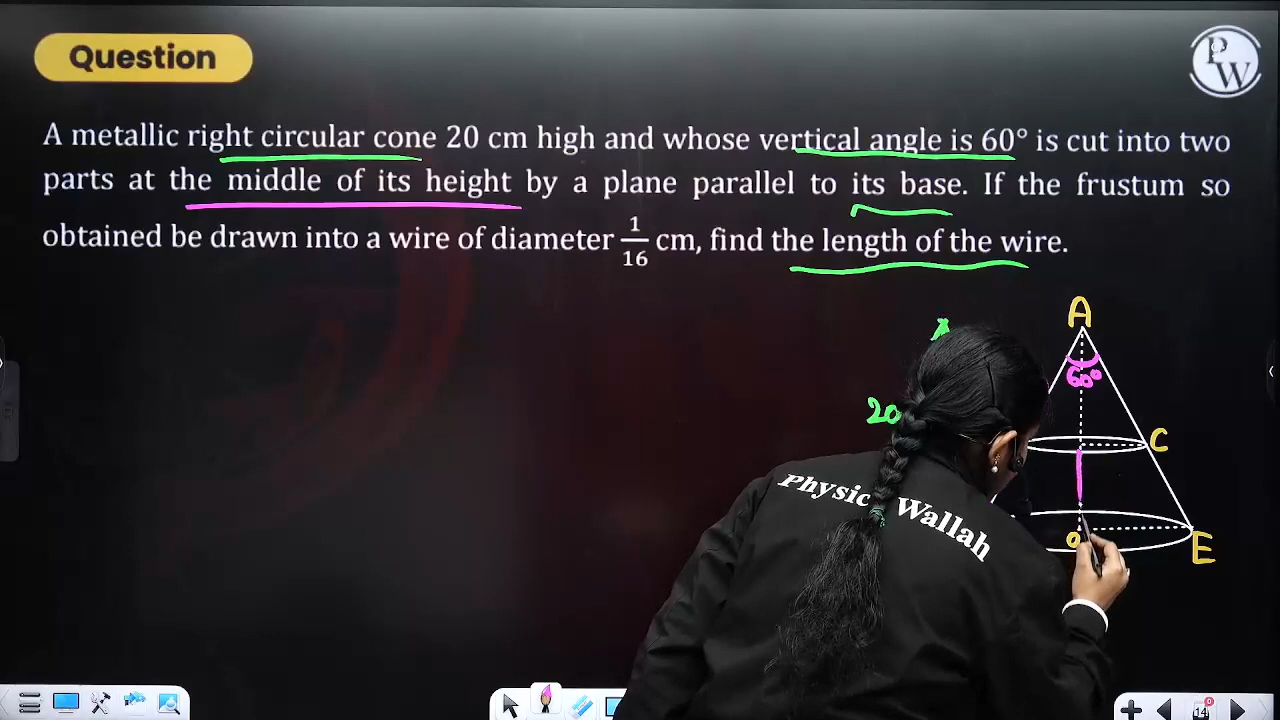 Question
PW
A metallic right circular cone 20 cm high and whose vertical angle is 60° is cut into two
parts at the middle of its height by a plane parallel to its base. If the frustum so
obtained be drawn into a wire of diameter 1/16 cm, find the length of the wire.
A
60°
20
C
Physics Wallah
E
14